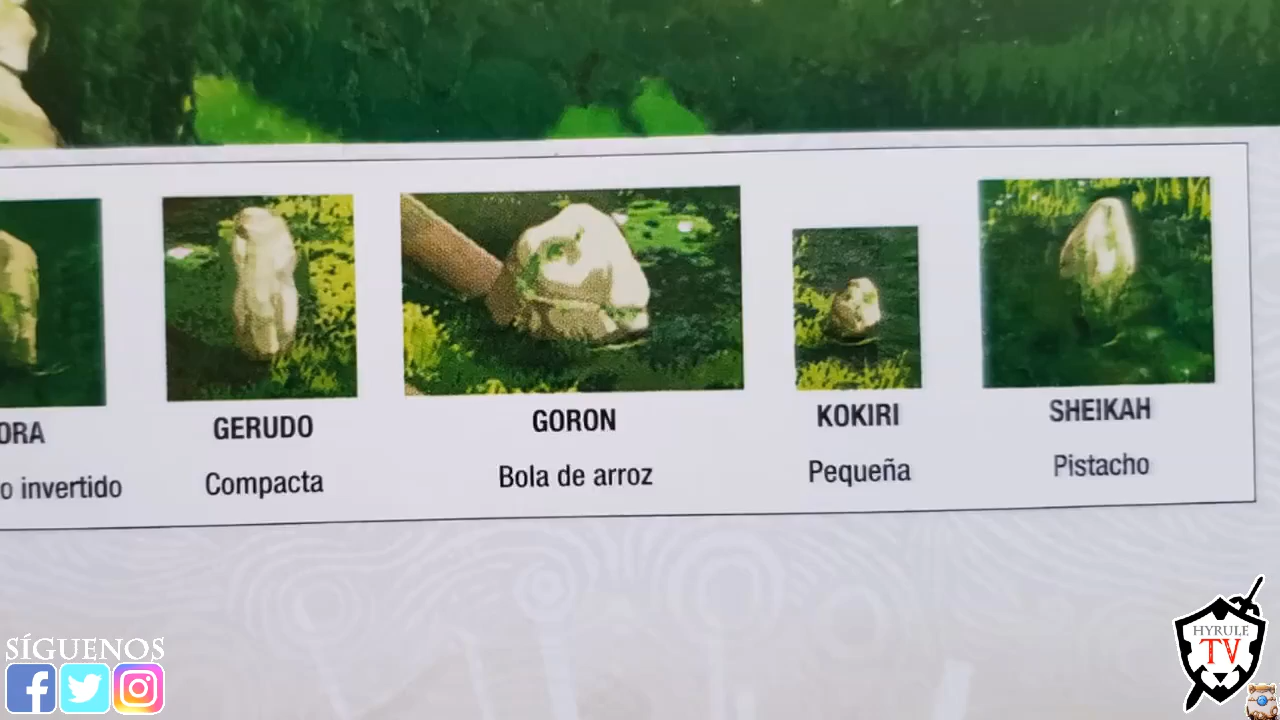 ORA
GERUDO
GORON
KOKIRI
SHEIKAH
o invertido
Compacta
Bola de arroz
Pequeña
Pistacho
SÍGUENOS
HYRULE
TV